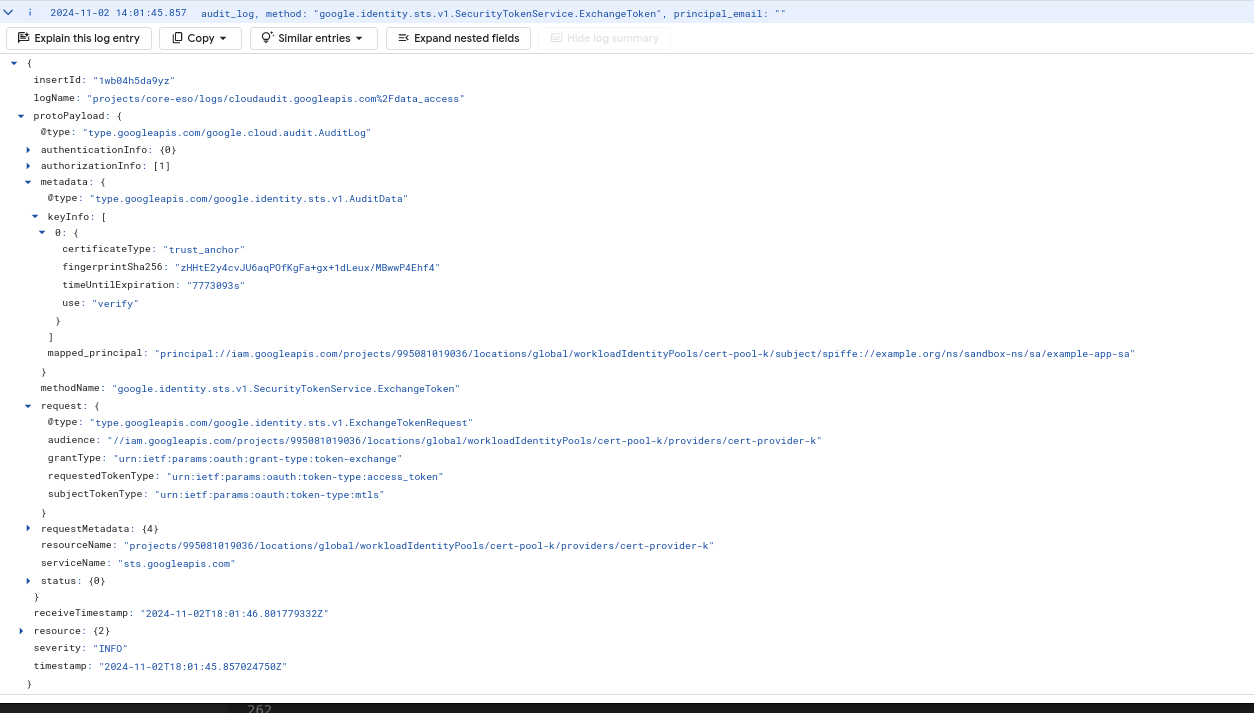 2024-11-02 14:01:45.857 audit_log, method: "google.identity.sts.v1.SecurityTokenService.ExchangeToken", principal_email: ""
Explain this log entry Copy Similar entries Expand nested fields Hide log summary
{
insertId: "1wb04h5da9yz"
logName: "projects/core-eso/logs/cloudaudit.googleapis.com%2Fdata_access"
protoPayload: {
@type: "type.googleapis.com/google.cloud.audit.AuditLog"
authenticationInfo: {0}
authorizationInfo: [1]
metadata: {
@type: "type.googleapis.com/google.identity.sts.v1.AuditData"
keyInfo: [
0: {
certificateType: "trust_anchor"
fingerprintSha256: "zHHtE2y4cvJU6aqPOfKgFa+gx+1dLeux/MBwwP4Ehf4"
timeUntilExpiration: "7773093s"
use: "verify"
}
]
mapped_principal: "principal://iam.googleapis.com/projects/995081019036/locations/global/workloadIdentityPools/cert-pool-k/subject/spiffe://example.org/ns/sandbox-ns/sa/example-app-sa"
}
methodName: "google.identity.sts.v1.SecurityTokenService.ExchangeToken"
request: {
@type: "type.googleapis.com/google.identity.sts.v1.ExchangeTokenRequest"
audience: "//iam.googleapis.com/projects/995081019036/locations/global/workloadIdentityPools/cert-pool-k/providers/cert-provider-k"
grantType: "urn:ietf:params:oauth:grant-type:token-exchange"
requestedTokenType: "urn:ietf:params:oauth:token-type:access_token"
subjectTokenType: "urn:ietf:params:oauth:token-type:mtls"
}
requestMetadata: {4}
resourceName: "projects/995081019036/locations/global/workloadIdentityPools/cert-pool-k/providers/cert-provider-k"
serviceName: "sts.googleapis.com"
status: {0}
}
receiveTimestamp: "2024-11-02T18:01:46.801779332Z"
resource: {2}
severity: "INFO"
timestamp: "2024-11-02T18:01:45.857024750Z"
}
262